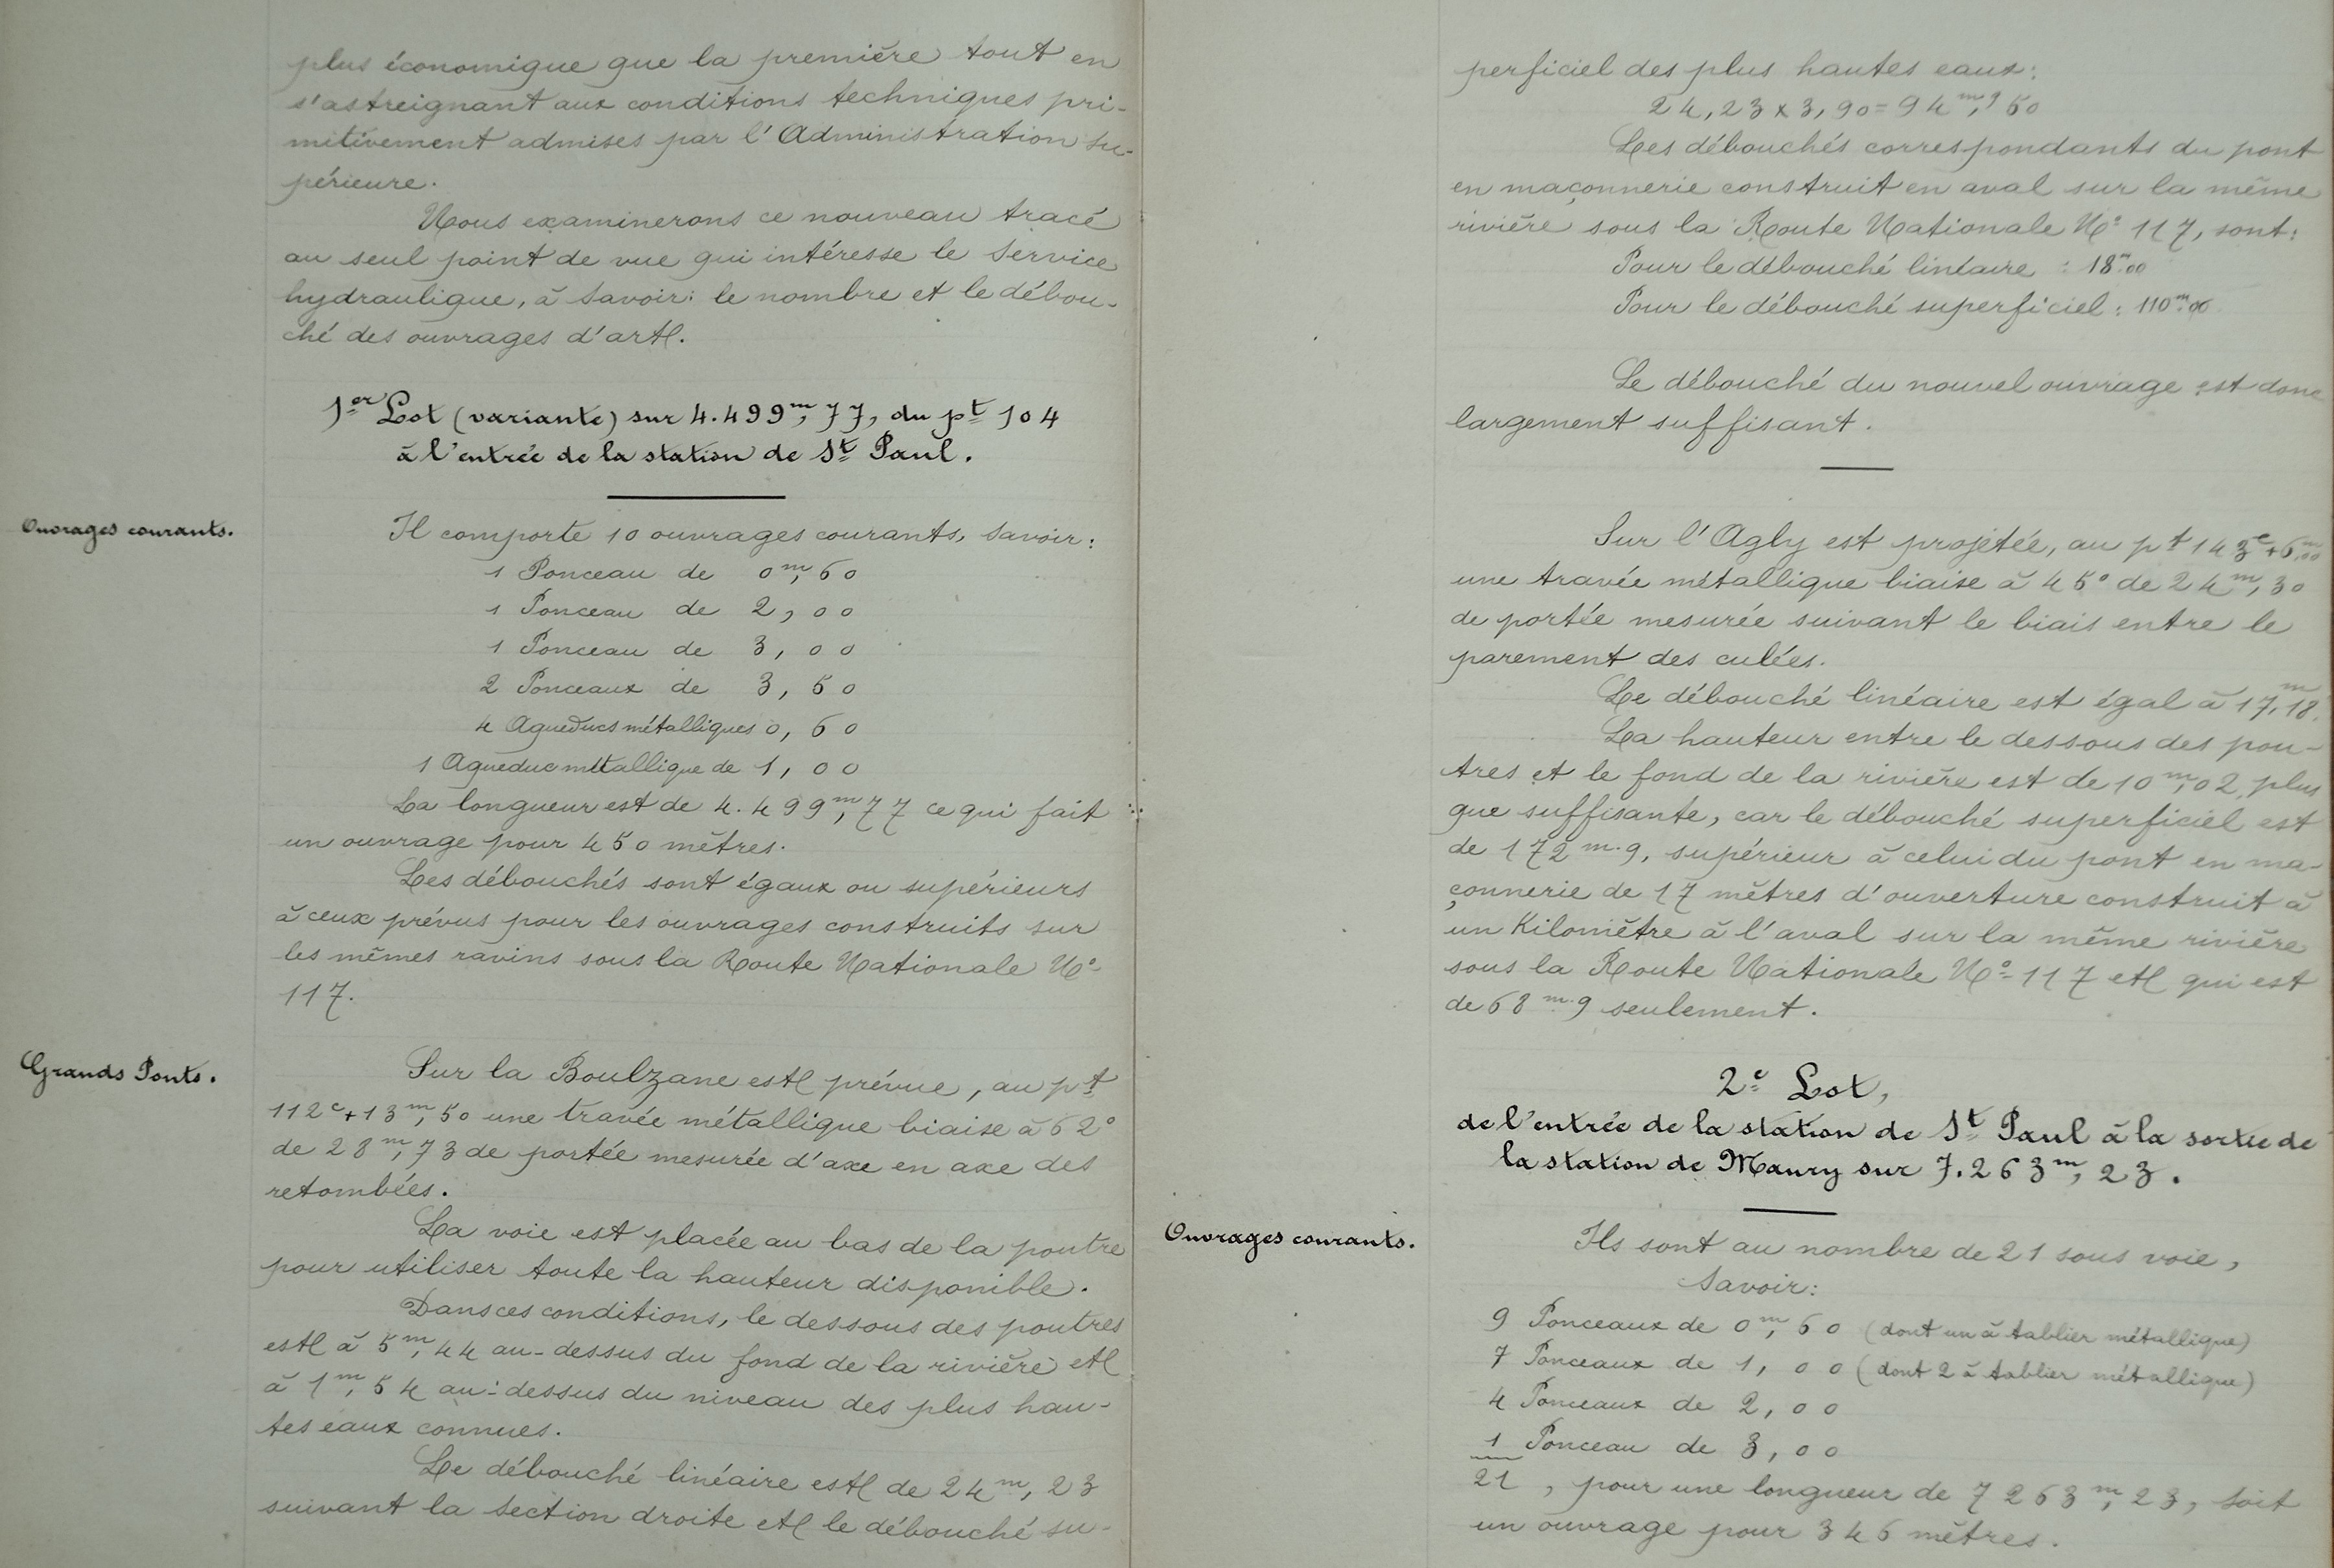 plus économique que la première tout en
s'astreignant aux conditions techniques pri-
mitivement admises par l'Administration su-
périeure.
Nous examinerons ce nouveau tracé
au seul point de vue qui intéresse le Service
hydraulique, à savoir: le nombre et le débou-
ché des ouvrages d'art.
1er Lot (variante) sur 4.499m,77, du pt 104
à l'entrée de la station de St Paul.
Ouvrages courants.
Il comporte 10 ouvrages courants, savoir:
1 Ponceau de 0m,60
1 Ponceau de 2,00
1 Ponceau de 3,00
2 Ponceaux de 3,50
4 Aqueducs métalliques 0,60
1 Aqueduc métallique de 1,00
La longueur est de 4.499m,77 ce qui fait
un ouvrage pour 450 mètres.
Les débouchés sont égaux ou supérieurs
à ceux prévus pour les ouvrages construits sur
les mêmes ravins sous la Route Nationale No
117.
Grands Ponts.
Sur la Boulzane est prévue, au pt
112c+13m,50 une travée métallique biaise à 62°
de 28m,73 de portée mesurée d'axe en axe des
retombées.
La voie est placée au bas de la poutre
pour utiliser toute la hauteur disponible.
Dans ces conditions, le dessous des poutres
est à 5m,44 au-dessus du fond de la rivière et
à 1m,54 au-dessus du niveau des plus hau-
tes eaux connues.
Le débouché linéaire est de 24m,23
suivant la section droite et le débouché su-
perficiel des plus hautes eaux:
24,23 x 3,90 = 94m,q50
Les débouchés correspondants du pont
en maçonnerie construit en aval sur la même
rivière sous la Route Nationale No 117, sont:
Pour le débouché linéaire : 18m.00
Pour le débouché superficiel : 110m.00
Le débouché du nouvel ouvrage est donc
largement suffisant.
Sur l'Agly est projetée, au pt 143c+6m,00
une travée métallique biaise à 45° de 24m,30
de portée mesurée suivant le biais entre le
parement des culées.
Le débouché linéaire est égal à 17m,18.
La hauteur entre le dessous des pou-
tres et le fond de la rivière est de 10m,02, plus
que suffisante, car le débouché superficiel est
de 172 m.q, supérieur à celui du pont en ma-
çonnerie de 17 mètres d'ouverture construit à
un Kilomètre à l'aval sur la même rivière
sous la Route Nationale No 117 et qui est
de 68 m.q seulement.
2e Lot,
de l'entrée de la station de St Paul à la sortie de
la station de Maury sur 7.263m,23.
Ouvrages courants.
Ils sont au nombre de 21 sous voie,
Savoir:
9 Ponceaux de 0m,60 (dont un à tablier métallique)
7 Ponceaux de 1,00 (dont 2 à tablier métallique)
4 Ponceaux de 2,00
1 Ponceau de 3,00
21, pour une longueur de 7263m,23, soit
un ouvrage pour 346 mètres.